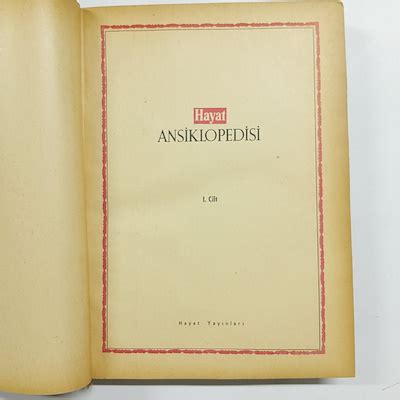 Hayat
ANSİKLOPEDİSİ
I. Cilt
Hayat Yayınları